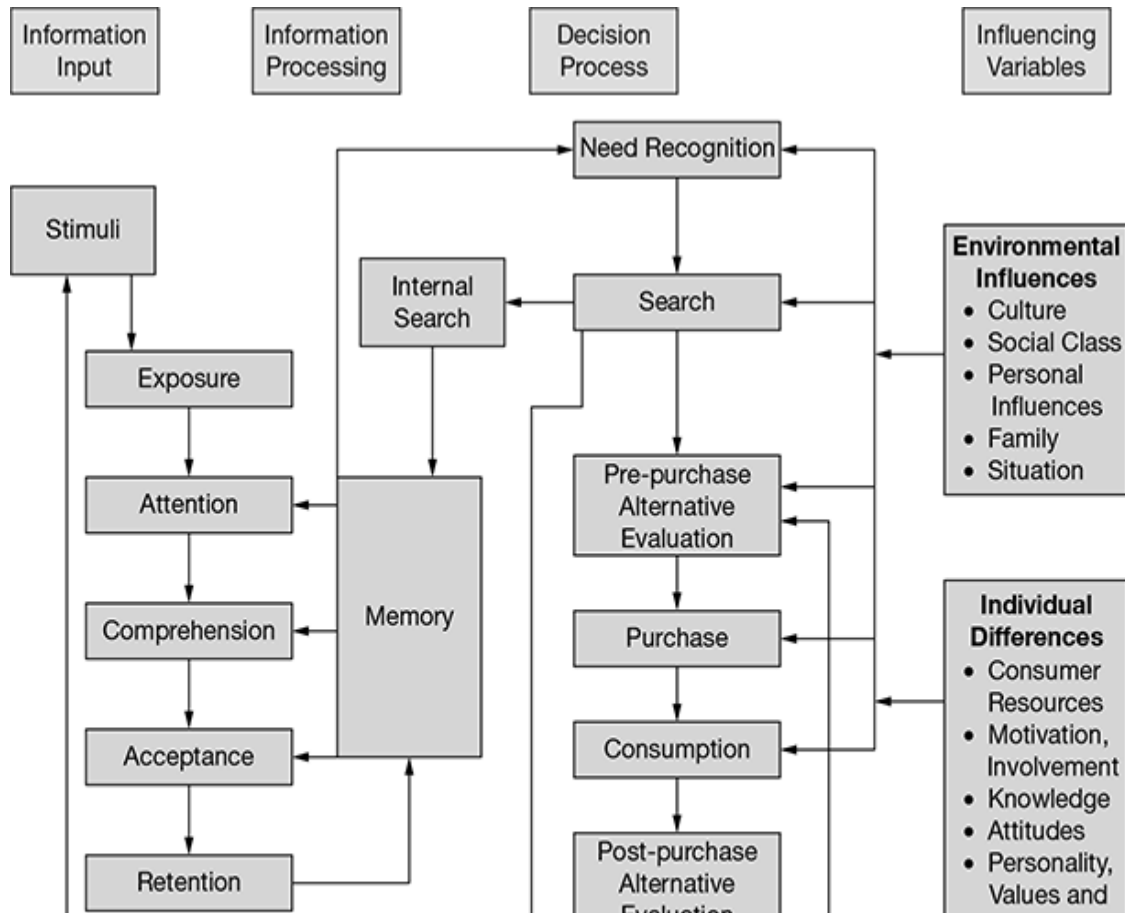 Information
Input
Information
Processing
Decision
Process
Influencing
Variables
Need Recognition
Stimuli
Internal
Search
Search
Exposure
Attention
Comprehension
Acceptance
Retention
Memory
Pre-purchase
Alternative
Evaluation
Purchase
Consumption
Post-purchase
Alternative
Evaluation
Environmental
Influences
• Culture
• Social Class
• Personal
Influences
• Family
• Situation
Individual
Differences
• Consumer
Resources
• Motivation,
Involvement
• Knowledge
• Attitudes
• Personality,
Values and